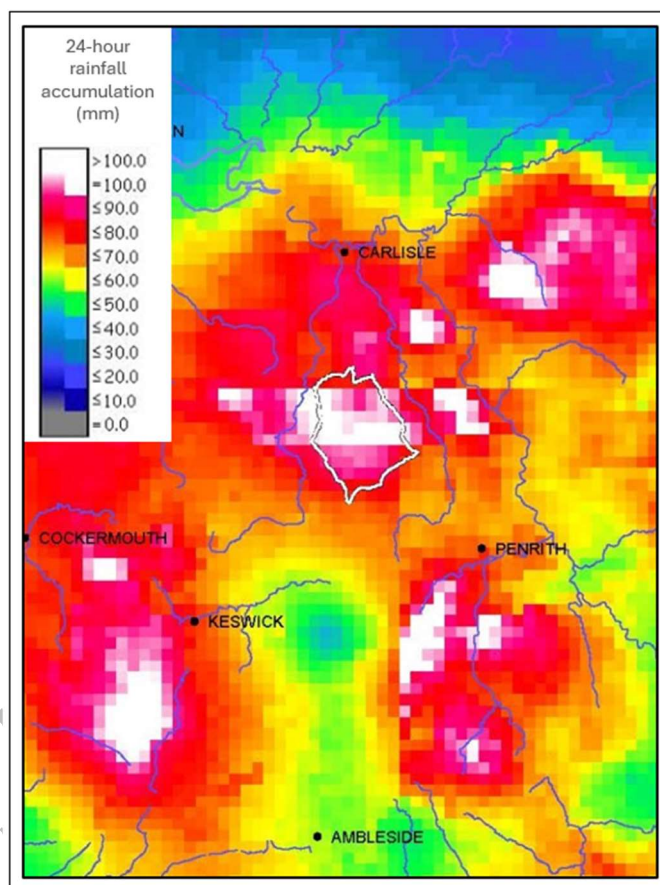 24-hour
rainfall
accumulation
(mm)
>100.0
=100.0
≤90.0
≤80.0
≤70.0
≤60.0
≤50.0
≤40.0
≤30.0
≤20.0
≤10.0
=0.0
N
CARLISLE
COCKERMOUTH
PENRITH
KESWICK
AMBLESIDE